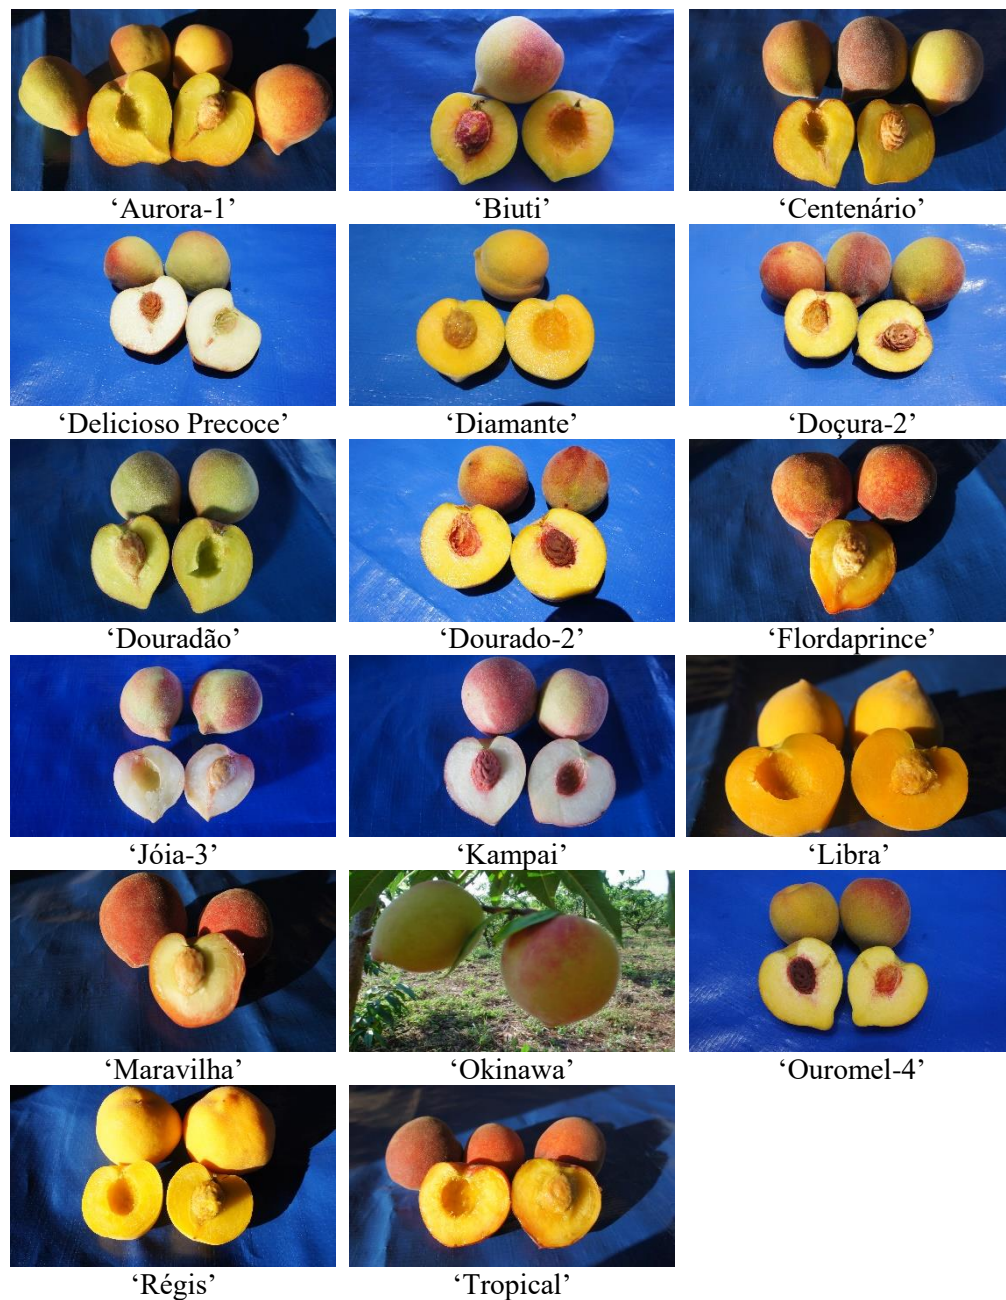 ‘Aurora-1’
‘Biuti’
‘Centenário’
‘Delicioso Precoce’
‘Diamante’
‘Doçura-2’
‘Douradão’
‘Dourado-2’
‘Flordaprince’
‘Jóia-3’
‘Kampai’
‘Libra’
‘Maravilha’
‘Okinawa’
‘Ouromel-4’
‘Régis’
‘Tropical’